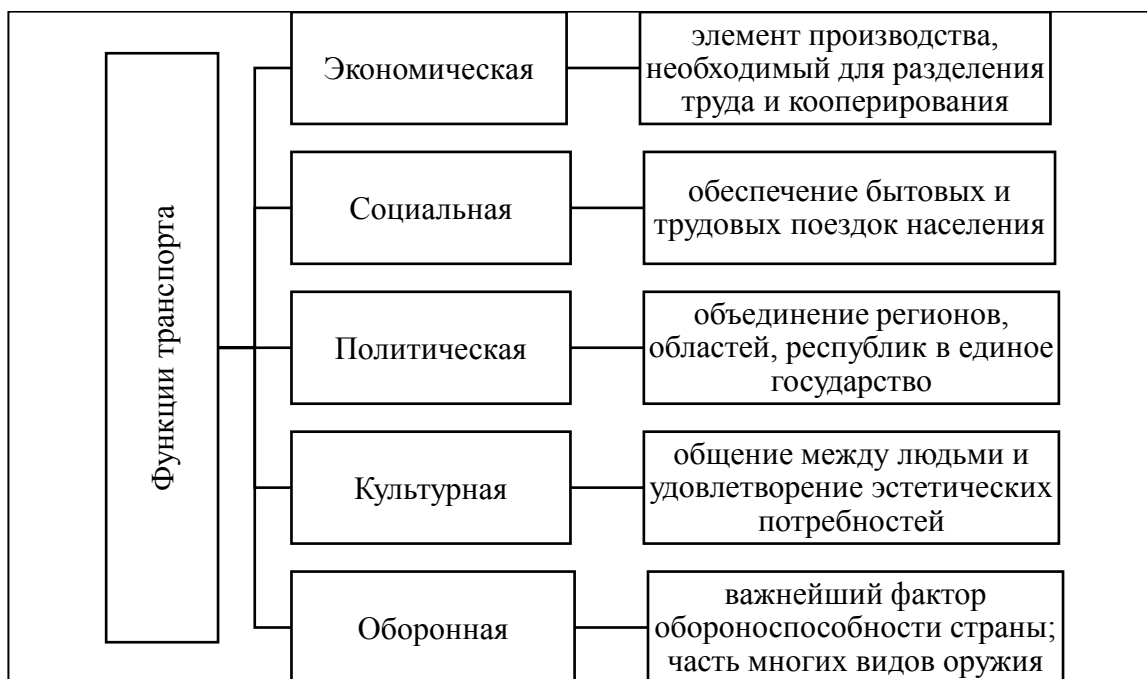 Функции транспорта
Экономическая
элемент производства,
необходимый для разделения
труда и кооперирования
Социальная
обеспечение бытовых и
трудовых поездок населения
Политическая
объединение регионов,
областей, республик в единое
государство
Культурная
общение между людьми и
удовлетворение эстетических
потребностей
Оборонная
важнейший фактор
обороноспособности страны;
часть многих видов оружия